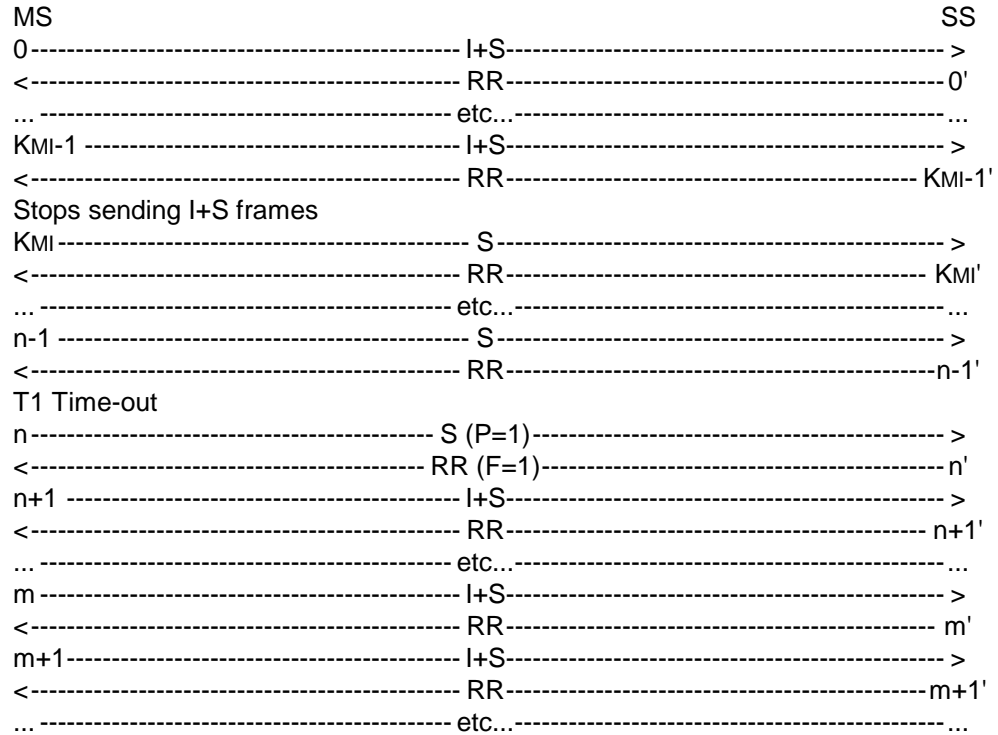 MS SS
0------------------------------------------------ I+S------------------------------------------------- >
<------------------------------------------------ RR-------------------------------------------------0'
... ---------------------------------------------- etc...------------------------------------------------...
KMI-1 ------------------------------------------ I+S------------------------------------------------- >
<------------------------------------------------ RR---------------------------------------------- KMI-1'
Stops sending I+S frames
KMI---------------------------------------------- S-------------------------------------------------- >
<------------------------------------------------ RR----------------------------------------------- KMI'
... ---------------------------------------------- etc...------------------------------------------------...
n-1 ---------------------------------------------- S-------------------------------------------------- >
<------------------------------------------------ RR------------------------------------------------n-1'
T1 Time-out
n--------------------------------------------- S (P=1)---------------------------------------------- >
<-------------------------------------------- RR (F=1)---------------------------------------------n'
n+1 -------------------------------------------- I+S------------------------------------------------- >
<------------------------------------------------ RR----------------------------------------------- n+1'
... ---------------------------------------------- etc...------------------------------------------------...
m ----------------------------------------------- I+S------------------------------------------------- >
<------------------------------------------------ RR------------------------------------------------ m'
m+1-------------------------------------------- I+S------------------------------------------------- >
<------------------------------------------------ RR-----------------------------------------------m+1'
... ---------------------------------------------- etc...------------------------------------------------...